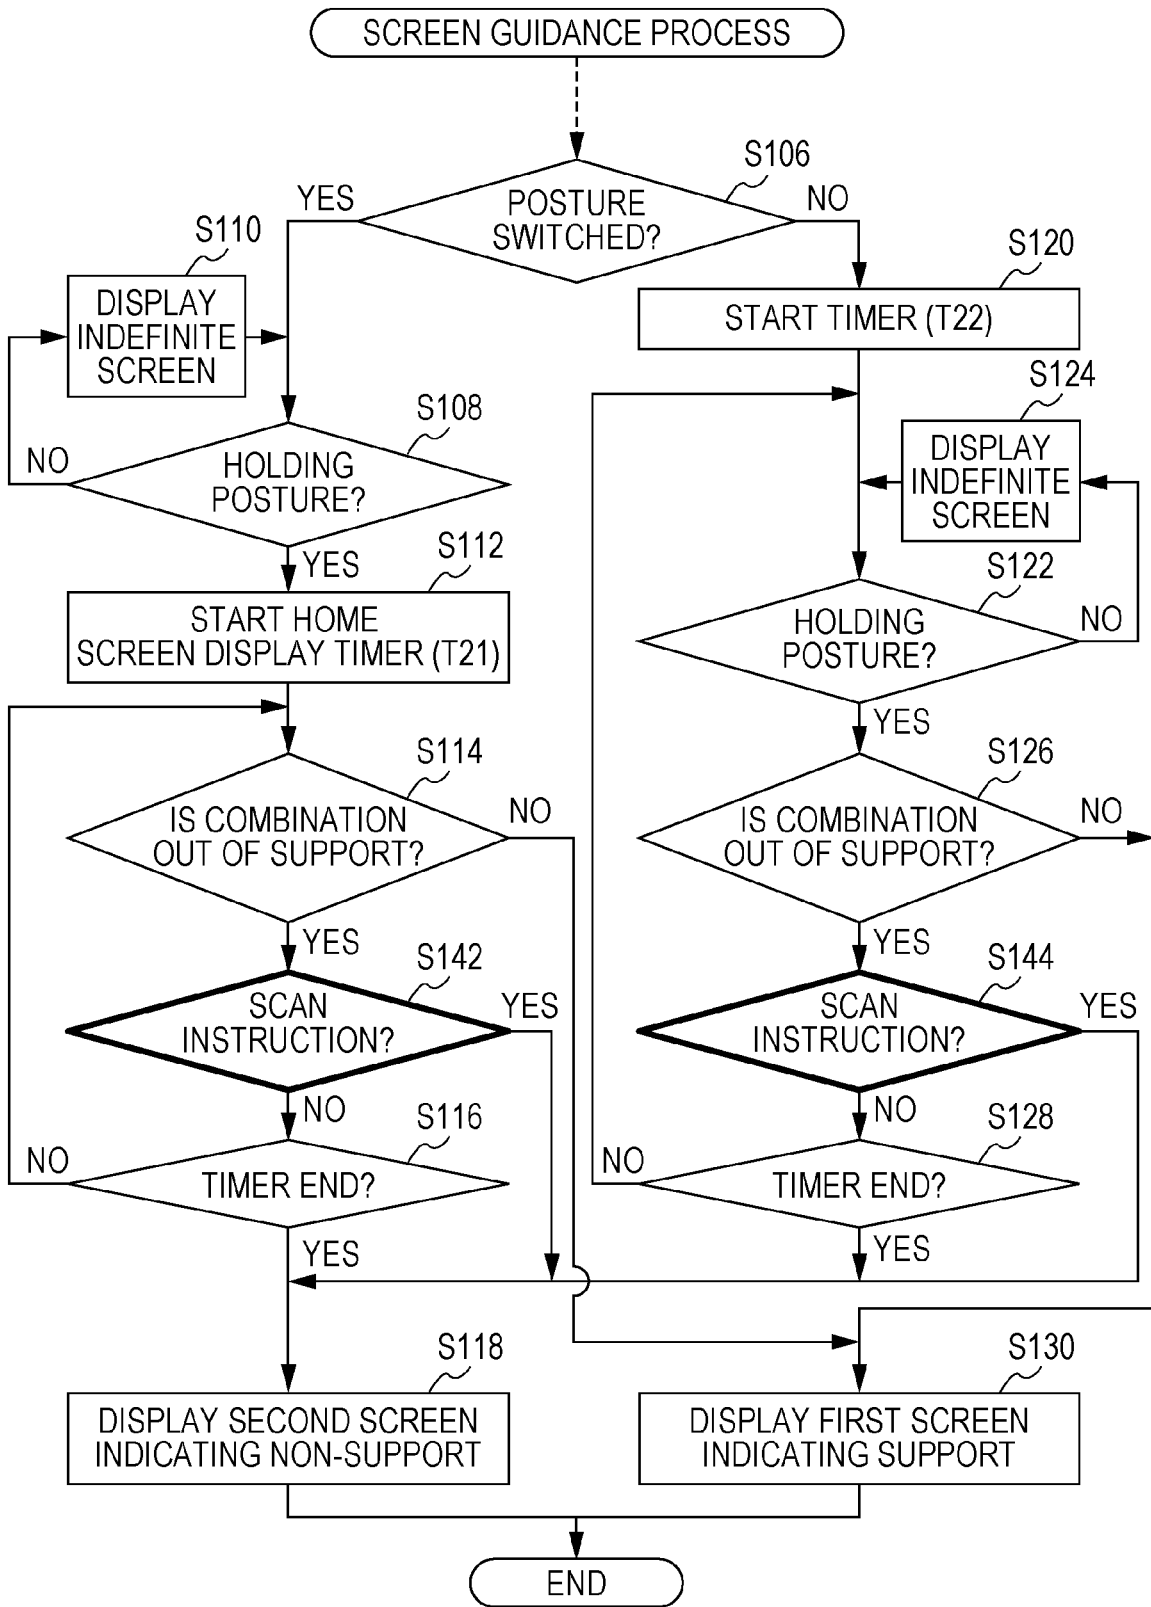 SCREEN GUIDANCE PROCESS
S106
YES
POSTURE
SWITCHED?
NO
S110
DISPLAY
INDEFINITE
SCREEN
S120
START TIMER (T22)
S124
DISPLAY
INDEFINITE
SCREEN
S108
NO
HOLDING
POSTURE?
YES
S112
START HOME
SCREEN DISPLAY TIMER (T21)
S122
HOLDING
POSTURE?
NO
YES
S114
IS COMBINATION
OUT OF SUPPORT?
NO
YES
S126
IS COMBINATION
OUT OF SUPPORT?
NO
YES
S142
SCAN
INSTRUCTION?
YES
NO
S144
SCAN
INSTRUCTION?
YES
NO
S116
NO
TIMER END?
YES
S128
NO
TIMER END?
YES
S118
DISPLAY SECOND SCREEN
INDICATING NON-SUPPORT
S130
DISPLAY FIRST SCREEN
INDICATING SUPPORT
END